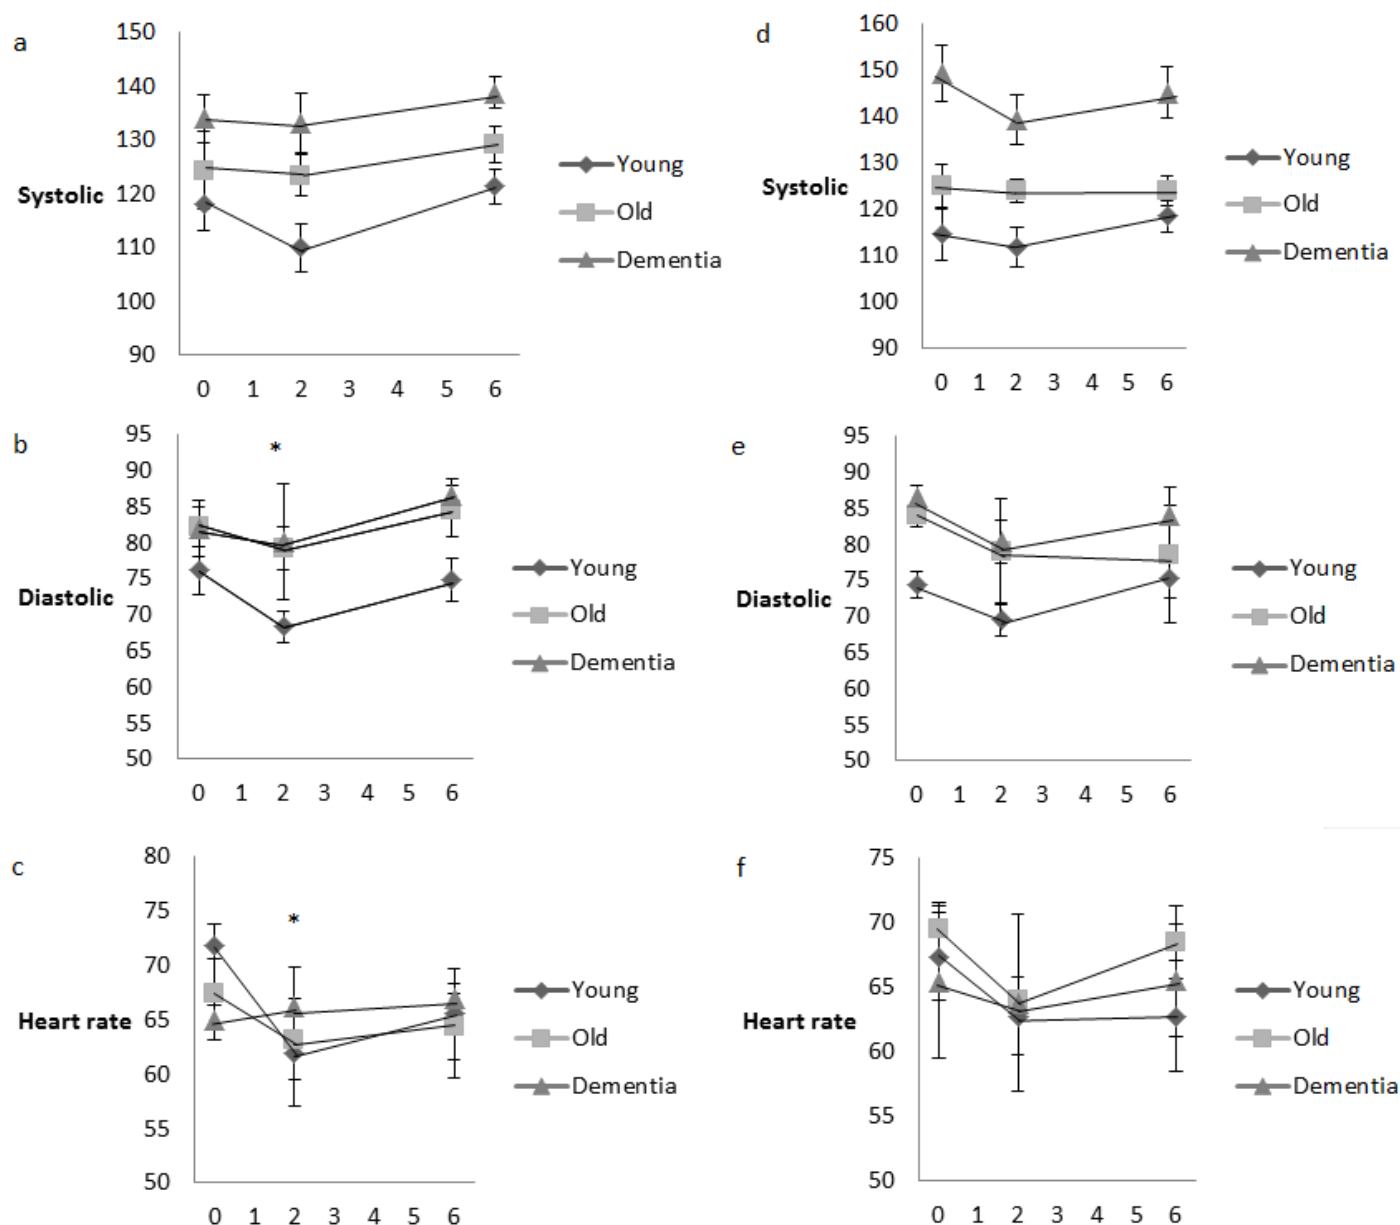 a
150
140
130
120
110
100
90
Systolic
0 1 2 3 4 5 6
Young
Old
Dementia
d
160
150
140
130
120
110
100
90
Systolic
0 1 2 3 4 5 6
Young
Old
Dementia
b
95
90
85
80
75
70
65
60
55
50
*
Diastolic
0 1 2 3 4 5 6
Young
Old
Dementia
e
95
90
85
80
75
70
65
60
55
50
Diastolic
0 1 2 3 4 5 6
Young
Old
Dementia
c
80
75
70
65
60
55
50
*
Heart rate
0 1 2 3 4 5 6
Young
Old
Dementia
f
75
70
65
60
55
50
Heart rate
0 1 2 3 4 5 6
Young
Old
Dementia